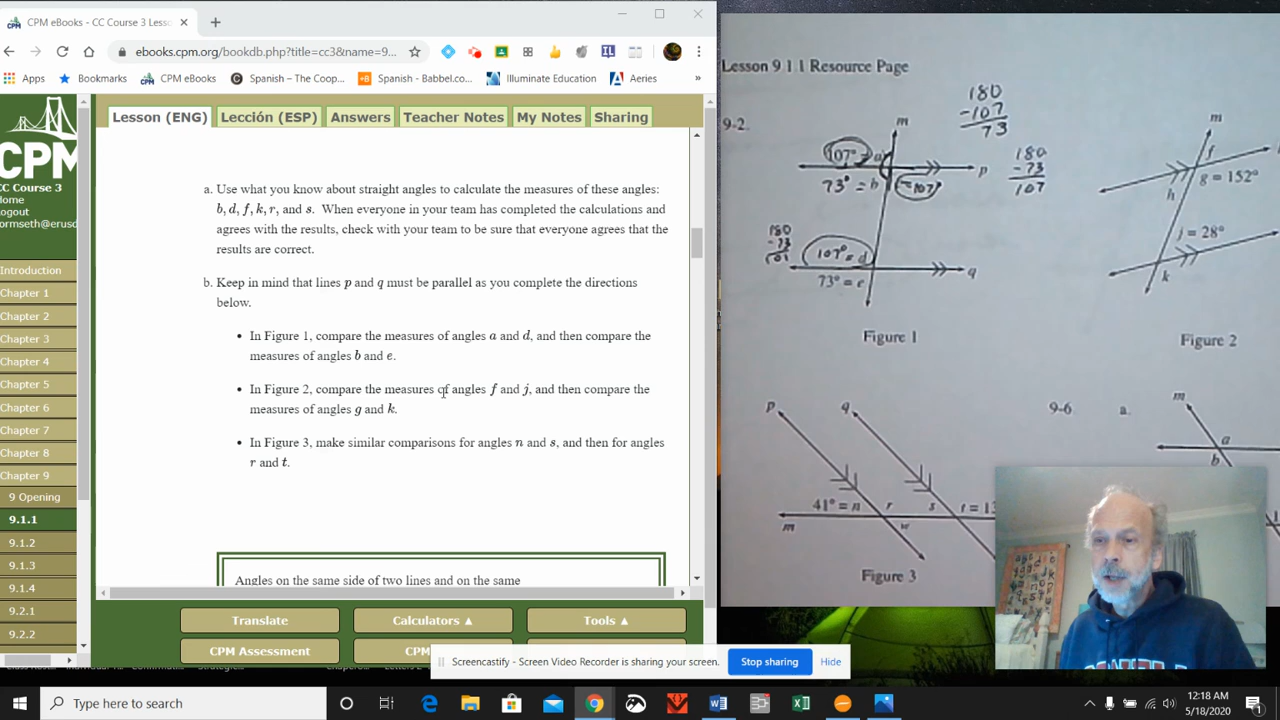 CPM eBooks - CC Course 3 Lesso
ebooks.cpm.org/bookdb.php?title=cc3&name=9...
Apps
Bookmarks
CPM eBooks
Spanish – The Coop...
Spanish - Babbel.co...
Illuminate Education
Aeries
»
CPM
CC Course 3
Home
Logout
ormseth@erusd
Introduction
Chapter 1
Chapter 2
Chapter 3
Chapter 4
Chapter 5
Chapter 6
Chapter 7
Chapter 8
Chapter 9
9 Opening
9.1.1
9.1.2
9.1.3
9.1.4
9.2.1
9.2.2
Lesson (ENG)
Lección (ESP)
Answers
Teacher Notes
My Notes
Sharing
a. Use what you know about straight angles to calculate the measures of these angles:
b, d, f, k, r, and s. When everyone in your team has completed the calculations and
agrees with the results, check with your team to be sure that everyone agrees that the
results are correct.
b. Keep in mind that lines p and q must be parallel as you complete the directions
below.
• In Figure 1, compare the measures of angles a and d, and then compare the
measures of angles b and e.
• In Figure 2, compare the measures of angles f and j, and then compare the
measures of angles g and k.
• In Figure 3, make similar comparisons for angles n and s, and then for angles
r and t.
Angles on the same side of two lines and on the same
Translate
Calculators ▲
Tools ▲
CPM Assessment
CPM
Lesson 9 1 1 Resource Page
9-2.
180
-107
73
180
-73
107
m
107° = a
p
73° = b
=107
180
-73
107° = d
q
73° = e
Figure 1
m
f
g = 152°
h
j = 28°
k
Figure 2
p
q
41° = n
r
s
t = 13
m
w
Figure 3
9-6.
a.
m
a
b
Screencastify - Screen Video Recorder is sharing your screen.
Stop sharing
Hide
Type here to search
12:18 AM
5/18/2020